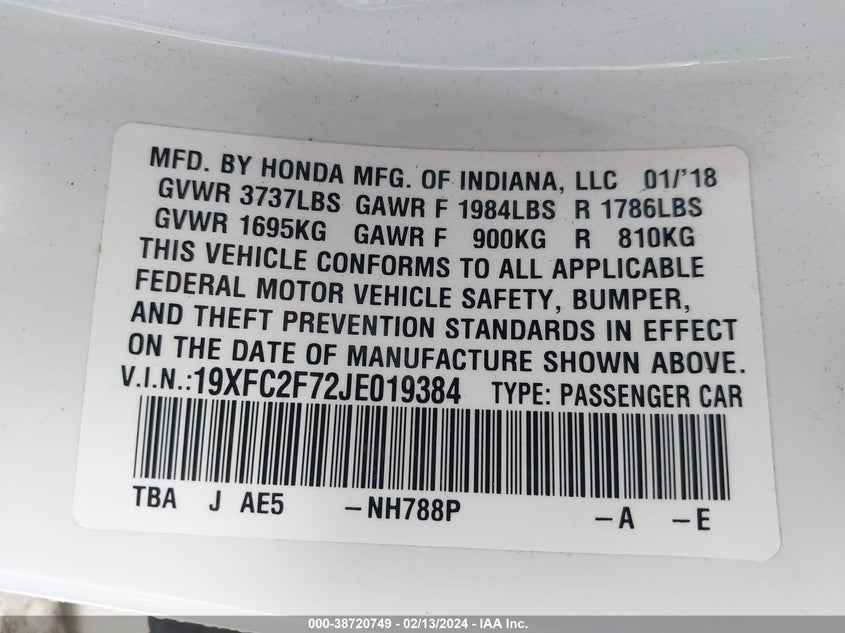 MFD. BY HONDA MFG. OF INDIANA, LLC 01/'18
GVWR 3737LBS GAWR F 1984LBS R 1786LBS
GVWR 1695KG GAWR F 900KG R 810KG
THIS VEHICLE CONFORMS TO ALL APPLICABLE
FEDERAL MOTOR VEHICLE SAFETY, BUMPER,
AND THEFT PREVENTION STANDARDS IN EFFECT
ON THE DATE OF MANUFACTURE SHOWN ABOVE.
V.I.N.:19XFC2F72JE019384 TYPE: PASSENGER CAR
TBA J AE5 -NH788P -A -E
000-38720749 - 02/13/2024 - IAA Inc.